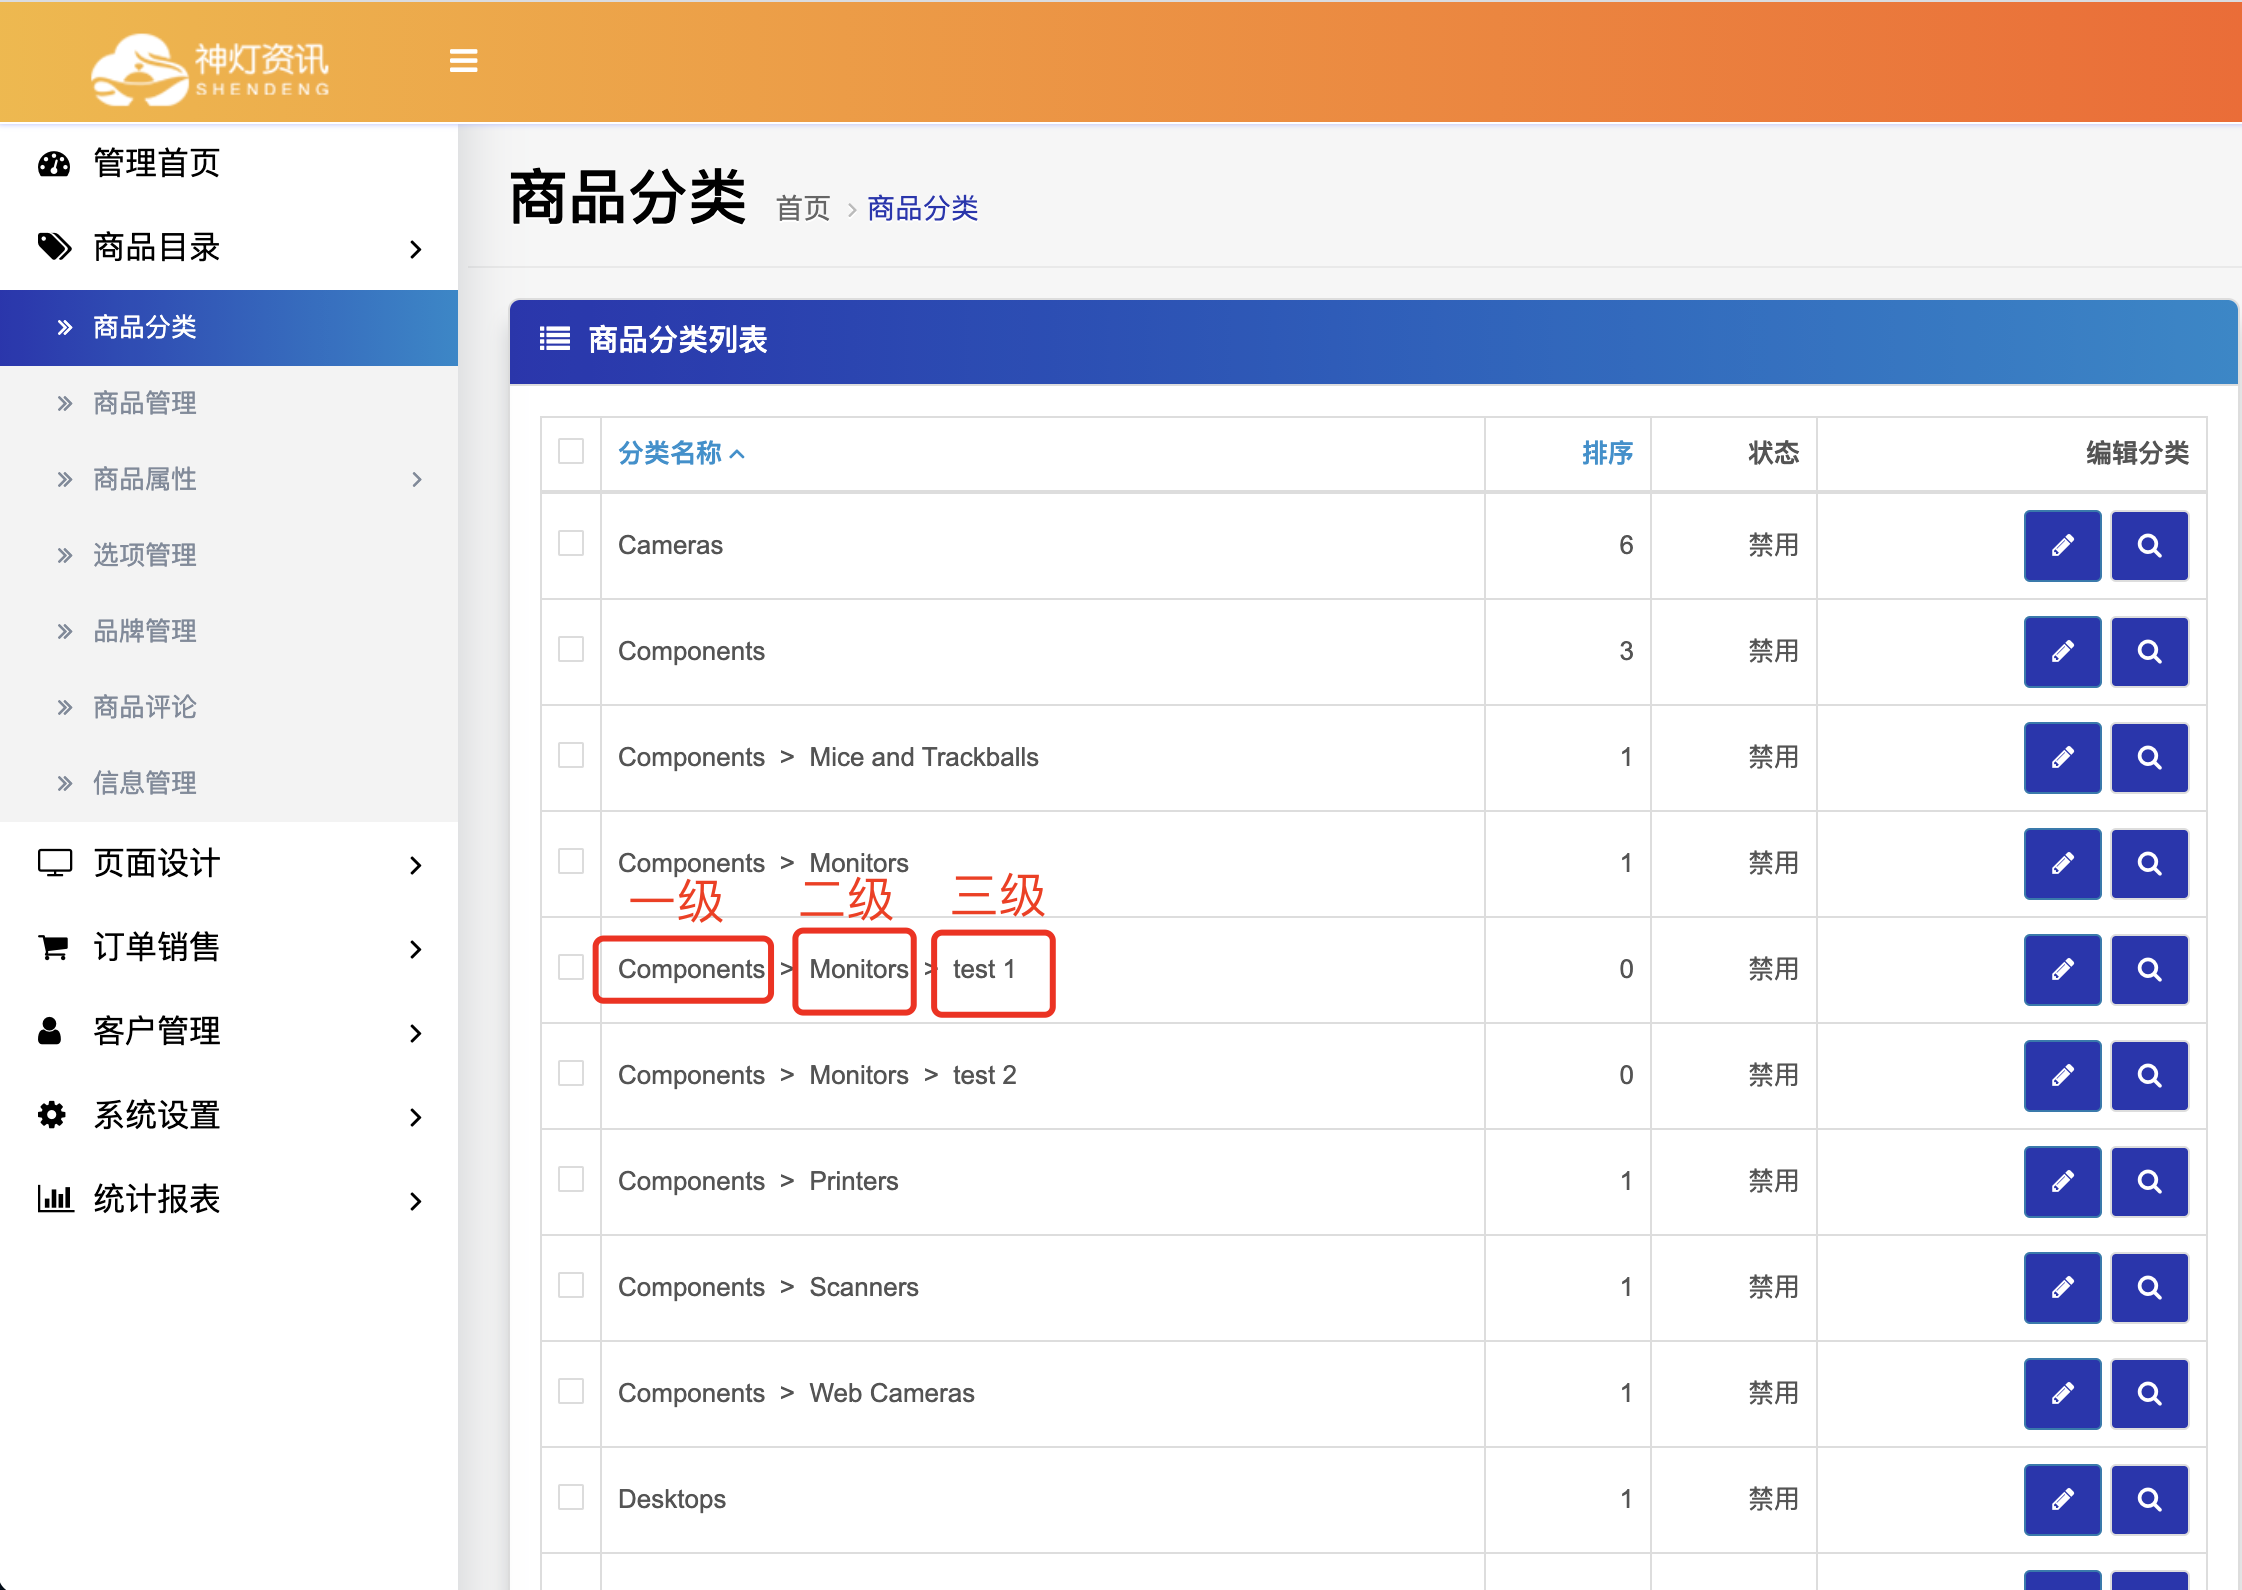 神灯资讯
SHENDENG
管理首页
商品目录
商品分类
商品管理
商品属性
选项管理
品牌管理
商品评论
信息管理
页面设计
订单销售
客户管理
系统设置
统计报表
商品分类 首页 > 商品分类
商品分类列表
分类名称 排序 状态 编辑分类
Cameras 6 禁用
Components 3 禁用
Components > Mice and Trackballs 1 禁用
Components > Monitors 1 禁用
一级 二级 三级
Components > Monitors > test 1 0 禁用
Components > Monitors > test 2 0 禁用
Components > Printers 1 禁用
Components > Scanners 1 禁用
Components > Web Cameras 1 禁用
Desktops 1 禁用